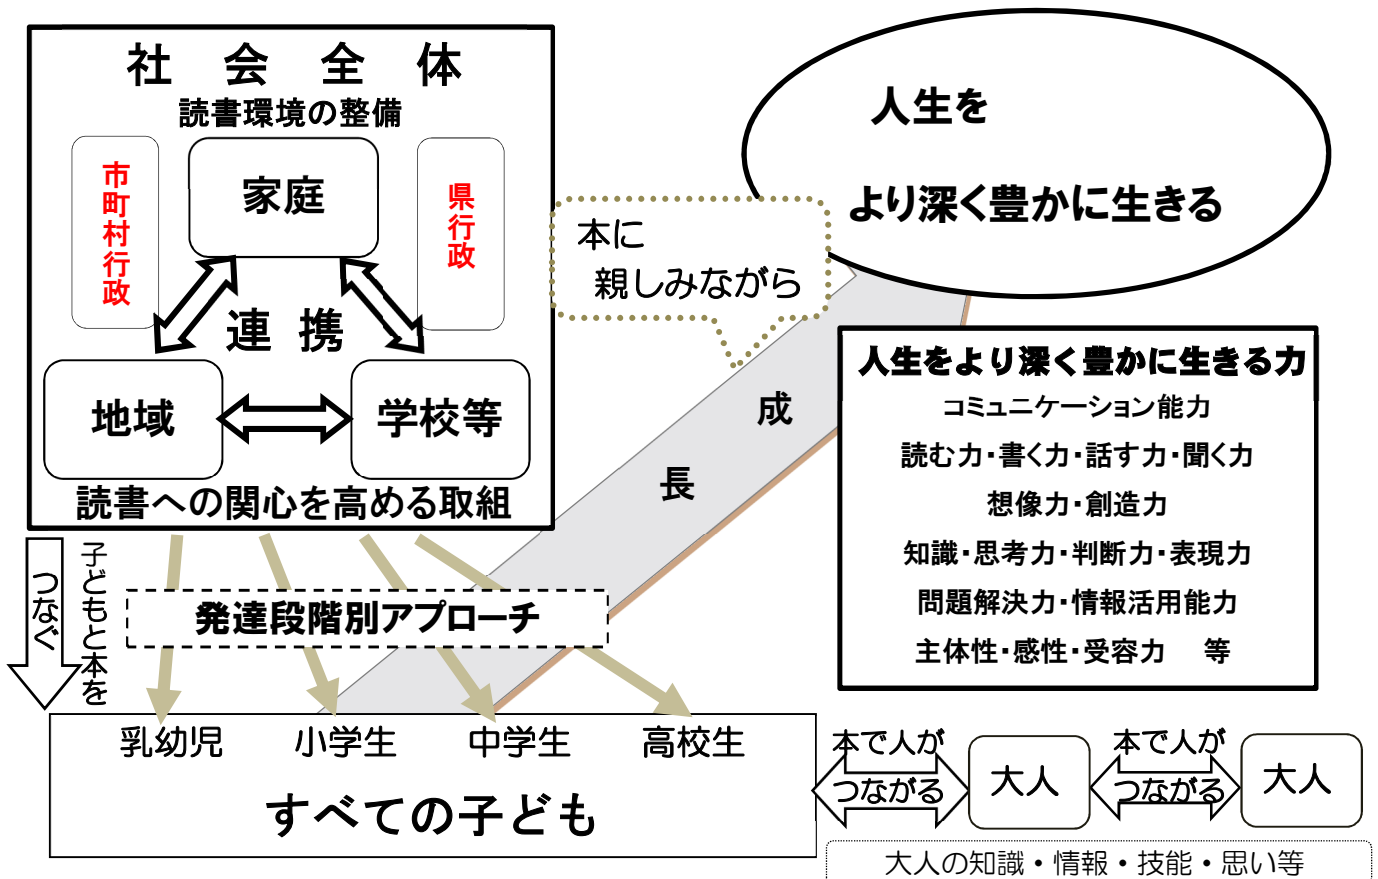 社 会 全 体
読書環境の整備
市町村行政
家庭
県行政
連 携
地域
学校等
読書への関心を高める取組
人生を
より深く豊かに生きる
本に
親しみながら
成
長
人生をより深く豊かに生きる力
コミュニケーション能力
読む力・書く力・話す力・聞く力
想像力・創造力
知識・思考力・判断力・表現力
問題解決力・情報活用能力
主体性・感性・受容力 等
子どもと本を
つなぐ
発達段階別アプローチ
乳幼児 小学生 中学生 高校生
すべての子ども
本で人が
つながる
大人
本で人が
つながる
大人
大人の知識・情報・技能・思い等